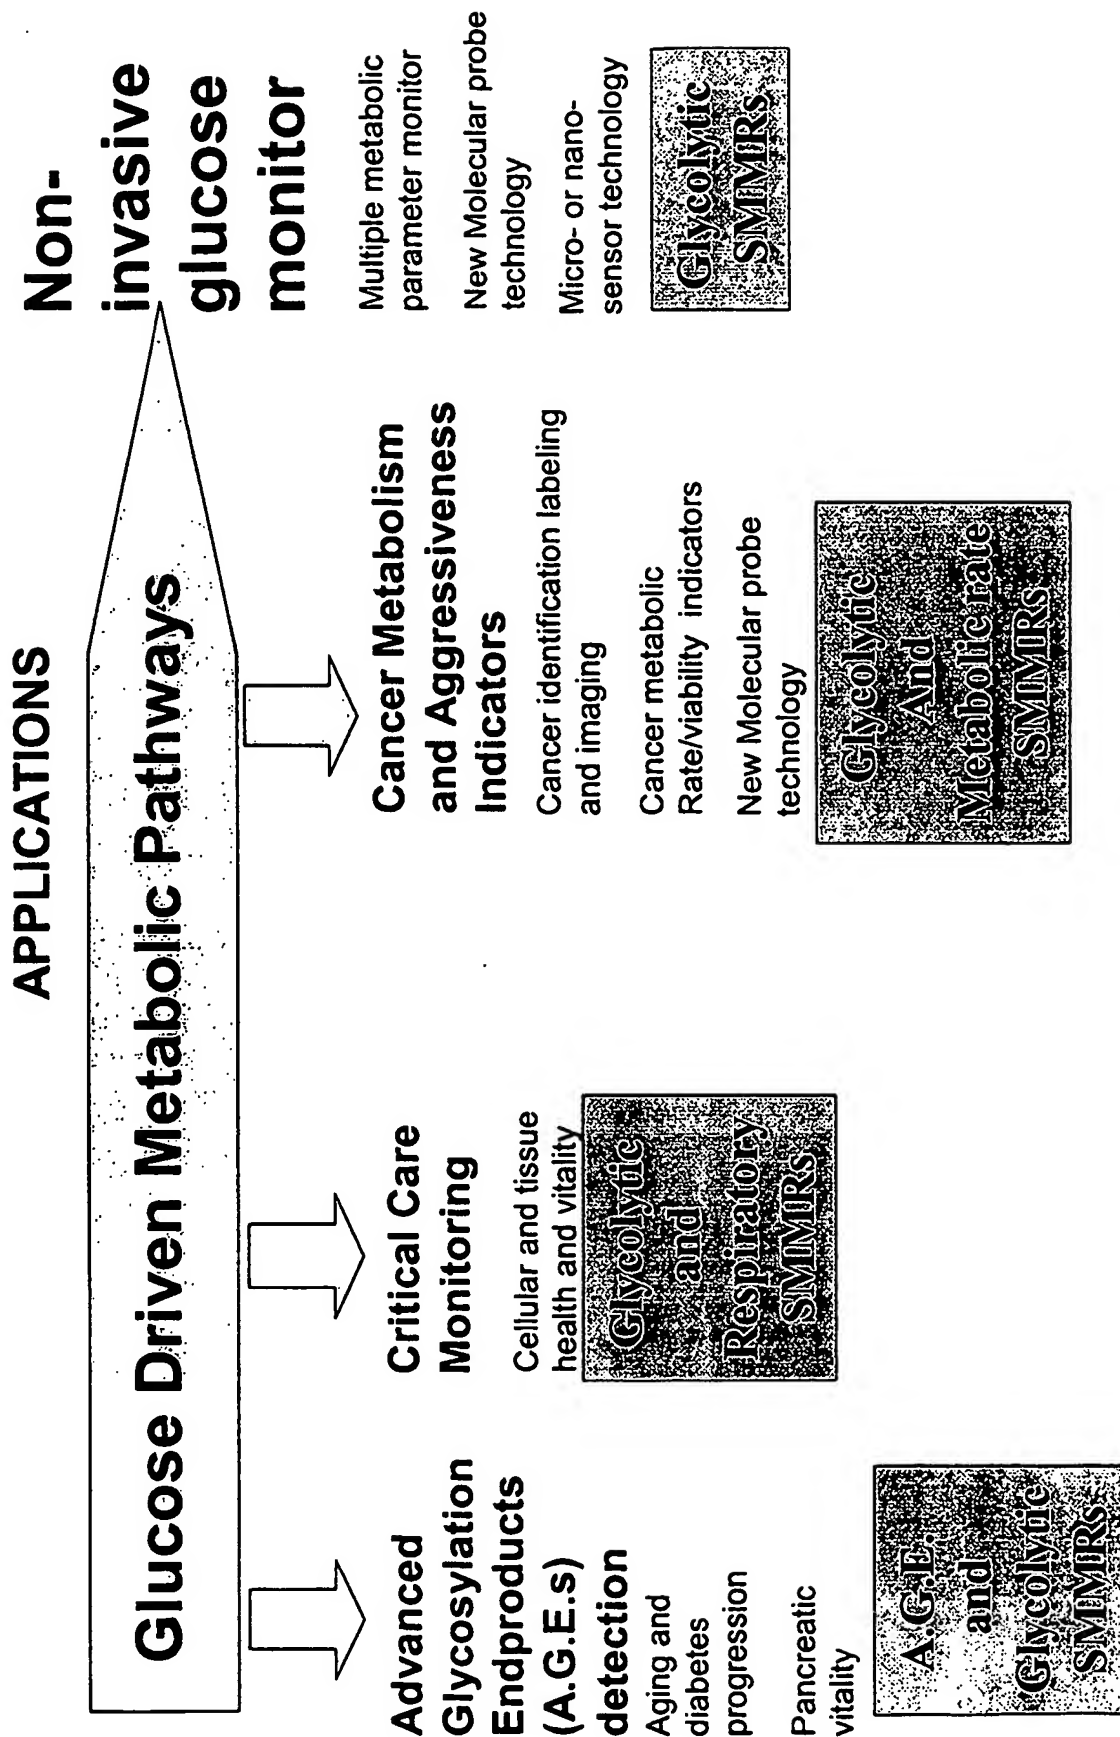 APPLICATIONS
Glucose Driven Metabolic Pathways
Non-
invasive
glucose
monitor
Multiple metabolic
parameter monitor
New Molecular probe
technology
Micro- or nano-
sensor technology
Glycolytic
SMMRs
Advanced
Glycosylation
Endproducts
(A.G.E.s)
detection
Aging and
diabetes
progression
Pancreatic
vitality
A.G.E.
and
Glycolytic
SMMRs
Critical Care
Monitoring
Cellular and tissue
health and vitality
Glycolytic
and
Respiratory
SMMRs
Cancer Metabolism
and Aggressiveness
Indicators
Cancer identification labeling
and imaging
Cancer metabolic
Rate/viability indicators
New Molecular probe
technology
Glycolytic
And
Metabolic rate
SMMRs